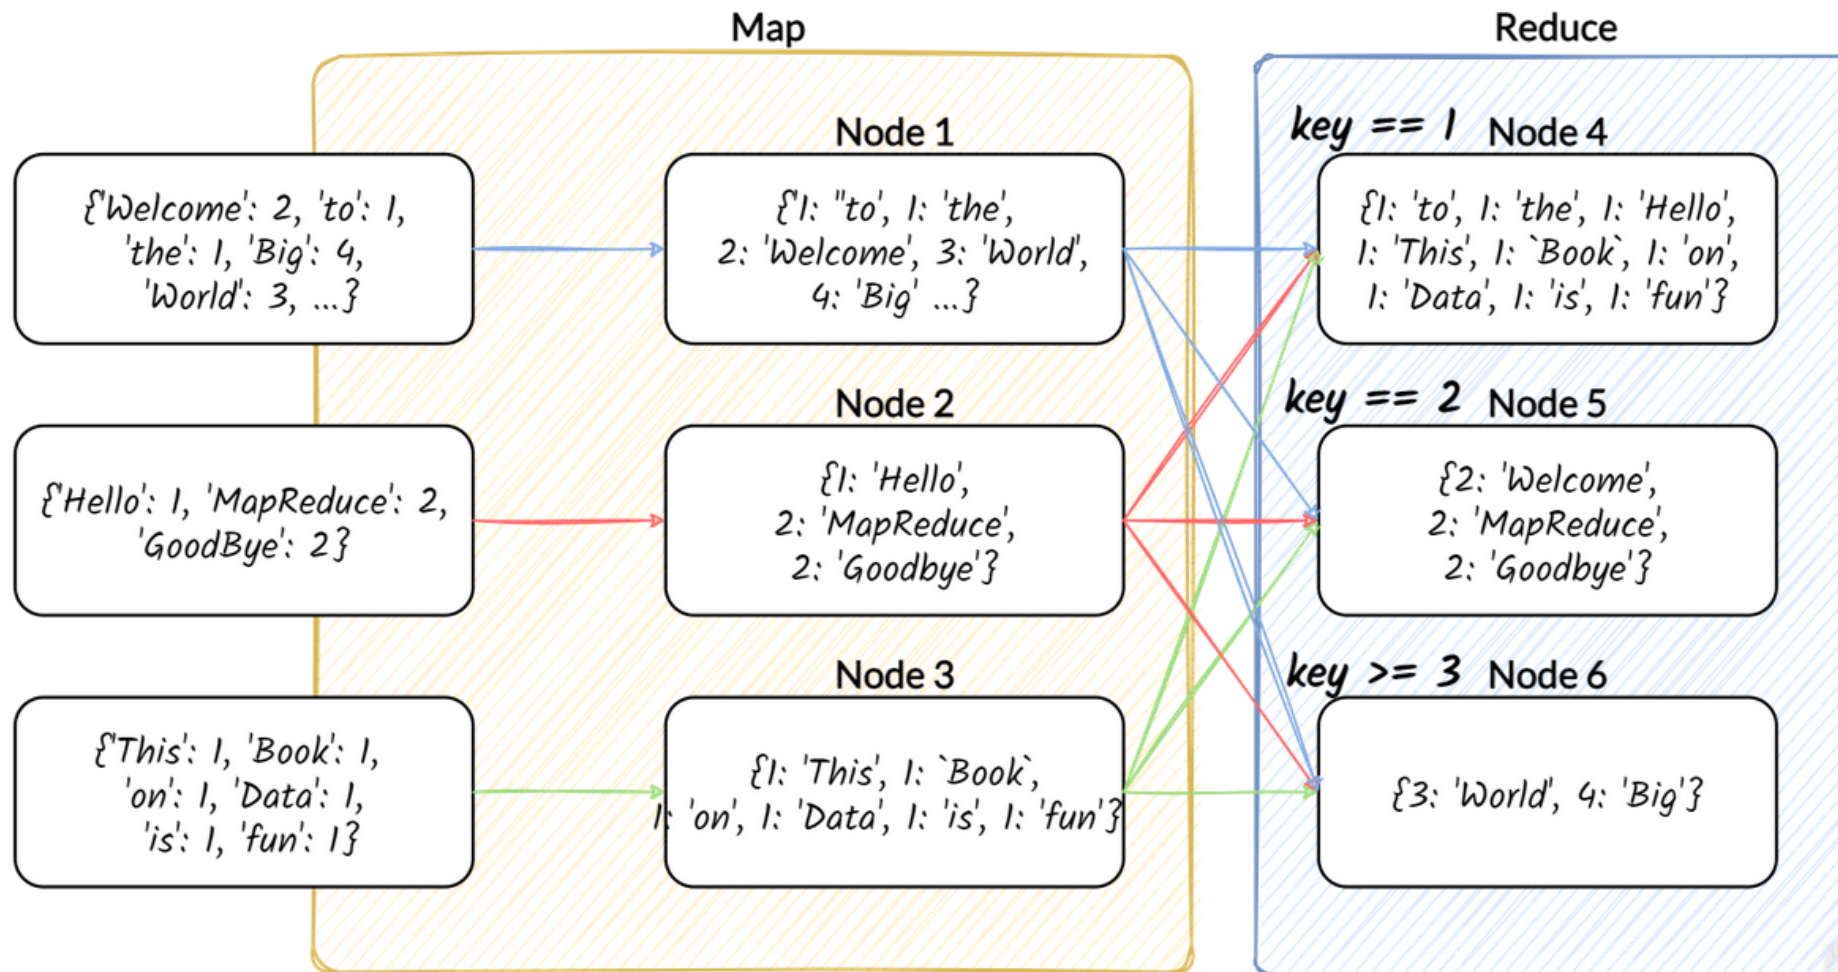 Map
Reduce
Node 1
key == 1
Node 4
{'Welcome': 2, 'to': 1,
'the': 1, 'Big': 4,
'World': 3, ...}
{'1: "to', 1: 'the',
2: 'Welcome', 3: 'World',
4: 'Big' ...}
{1: 'to', 1: 'the', 1: 'Hello',
1: 'This', 1: `Book`, 1: 'on',
1: 'Data', 1: 'is', 1: 'fun'}
Node 2
key == 2
Node 5
{'Hello': 1, 'MapReduce': 2,
'GoodBye': 2}
{1: 'Hello',
2: 'MapReduce',
2: 'Goodbye'}
{2: 'Welcome',
2: 'MapReduce',
2: 'Goodbye'}
Node 3
key >= 3
Node 6
{'This': 1, 'Book': 1,
'on': 1, 'Data': 1,
'is': 1, 'fun': 1}
{1: 'This', 1: `Book`,
1: 'on', 1: 'Data', 1: 'is', 1: 'fun'}
{3: 'World', 4: 'Big'}